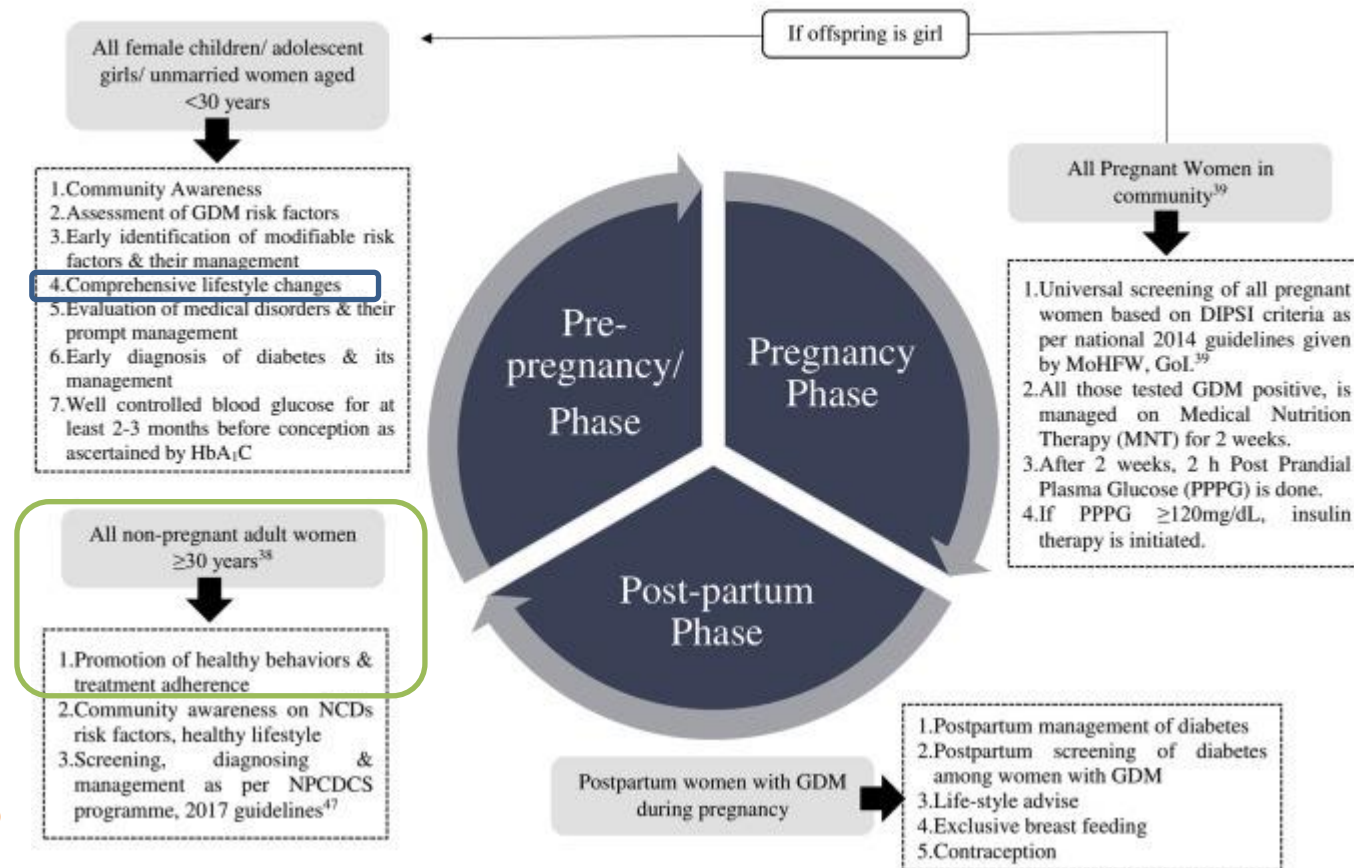 If offspring is girl
All female children/ adolescent
girls/ unmarried women aged
<30 years
1.Community Awareness
2.Assessment of GDM risk factors
3.Early identification of modifiable risk
factors & their management
4.Comprehensive lifestyle changes
5.Evaluation of medical disorders & their
prompt management
6.Early diagnosis of diabetes & its
management
7.Well controlled blood glucose for at
least 2-3 months before conception as
ascertained by HbA₁C
All non-pregnant adult women
≥30 years³⁸
1.Promotion of healthy behaviors &
treatment adherence
2.Community awareness on NCDs
risk factors, healthy lifestyle
3.Screening, diagnosing &
management as per NPCDCS
programme, 2017 guidelines⁴⁷
Pre-
pregnancy/
Phase
Pregnancy
Phase
Post-partum
Phase
All Pregnant Women in
community³⁹
1.Universal screening of all pregnant
women based on DIPSI criteria as
per national 2014 guidelines given
by MoHFW, GoI.³⁹
2.All those tested GDM positive, is
managed on Medical Nutrition
Therapy (MNT) for 2 weeks.
3.After 2 weeks, 2 h Post Prandial
Plasma Glucose (PPPG) is done.
4.If PPPG ≥120mg/dL, insulin
therapy is initiated.
Postpartum women with GDM
during pregnancy
1.Postpartum management of diabetes
2.Postpartum screening of diabetes
among women with GDM
3.Life-style advise
4.Exclusive breast feeding
5.Contraception